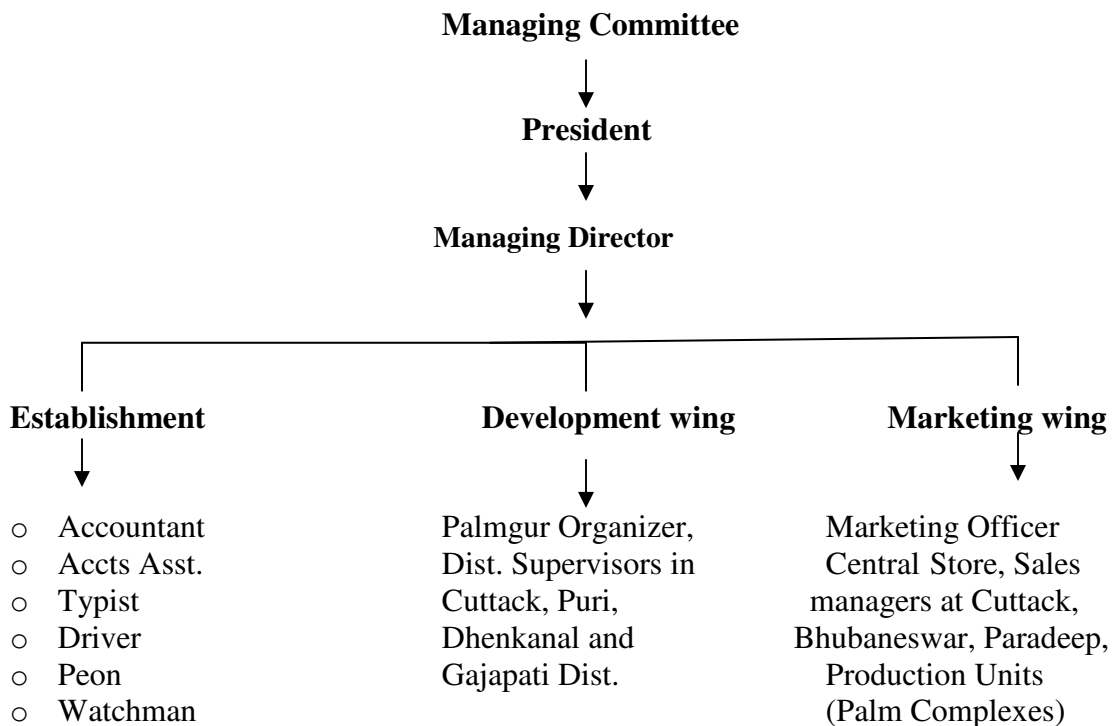 Managing Committee
President
Managing Director
Establishment
○ Accountant
○ Accts Asst.
○ Typist
○ Driver
○ Peon
○ Watchman
Development wing
Palmgur Organizer,
Dist. Supervisors in
Cuttack, Puri,
Dhenkanal and
Gajapati Dist.
Marketing wing
Marketing Officer
Central Store, Sales
managers at Cuttack,
Bhubaneswar, Paradeep,
Production Units
(Palm Complexes)